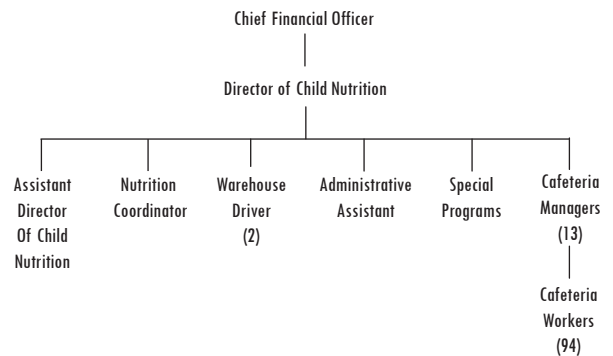 Chief Financial Officer
Director of Child Nutrition
Assistant
Director
Of Child
Nutrition
Nutrition
Coordinator
Warehouse
Driver
(2)
Administrative
Assistant
Special
Programs
Cafeteria
Managers
(13)
Cafeteria
Workers
(94)